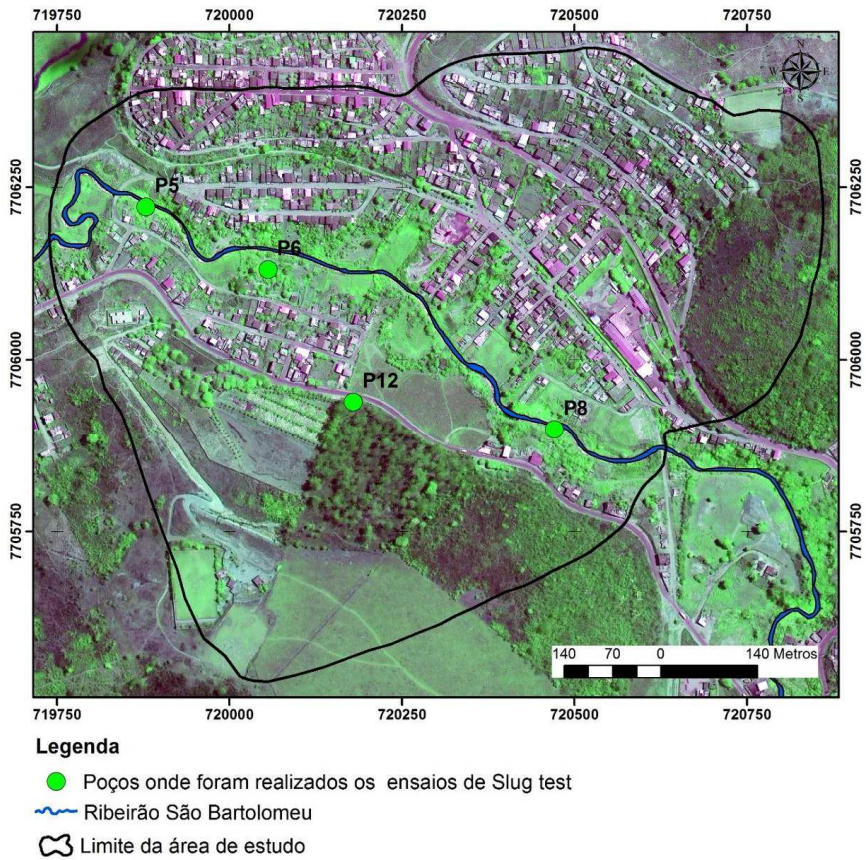 719750 720000 720250 720500 720750
N
W E
S
7706250 7706250
P5
P6
7706000 7706000
P12
P8
7705750 7705750
140 70 0 140 Metros
719750 720000 720250 720500 720750
Legenda
Poços onde foram realizados os ensaios de Slug test
Ribeirão São Bartolomeu
Limite da área de estudo